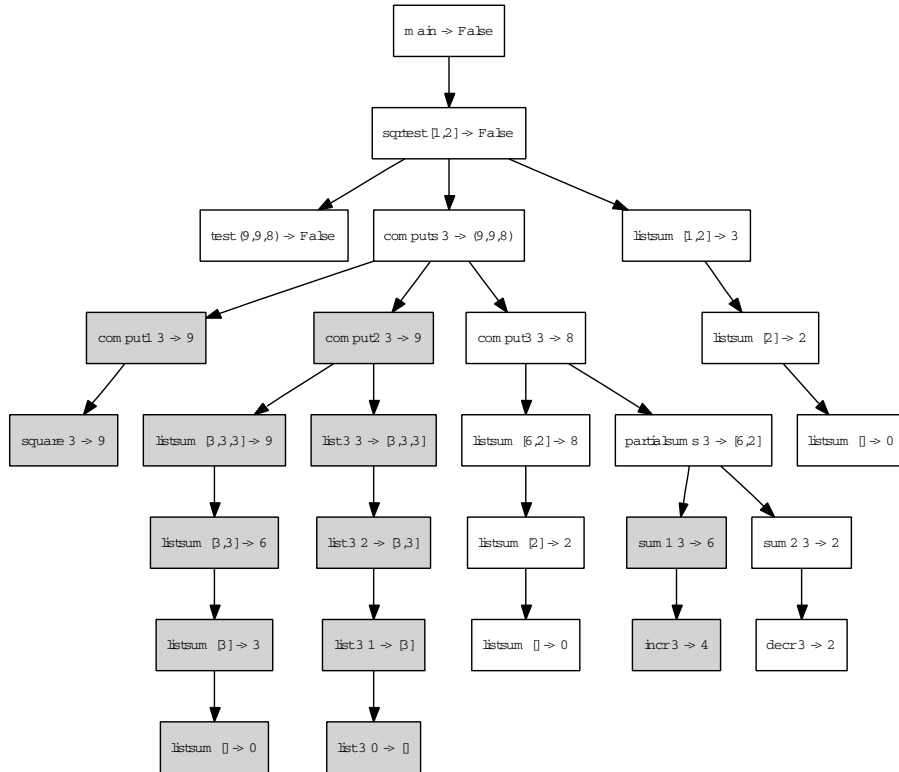 main -> False
sqrtest [1,2] -> False
test (9,9,8) -> False
computs 3 -> (9,9,8)
listsum [1,2] -> 3
comput1 3 -> 9
comput2 3 -> 9
comput3 3 -> 8
listsum [2] -> 2
square 3 -> 9
listsum [3,3,3] -> 9
list3 3 -> [3,3,3]
listsum [6,2] -> 8
partialsums 3 -> [6,2]
listsum [] -> 0
listsum [3,3] -> 6
list3 2 -> [3,3]
listsum [2] -> 2
sum1 3 -> 6
sum2 3 -> 2
listsum [3] -> 3
list3 1 -> [3]
listsum [] -> 0
incr 3 -> 4
decr 3 -> 2
listsum [] -> 0
list3 0 -> []